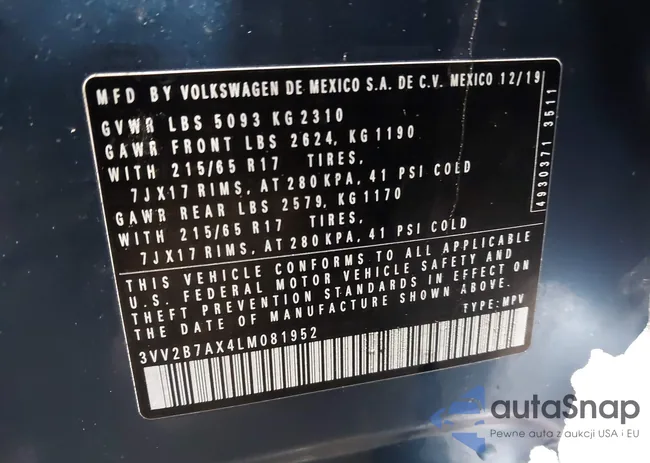 MFD BY VOLKSWAGEN DE MEXICO S.A. DE C.V. MEXICO 12/19
GVWR LBS 5093 KG 2310
GAWR FRONT LBS 2624, KG 1190
WITH 215/65 R17 TIRES,
7JX17 RIMS, AT 280 KPA, 41 PSI COLD
GAWR REAR LBS 2579, KG 1170
WITH 215/65 R17 TIRES,
7JX17 RIMS, AT 280 KPA, 41 PSI COLD
THIS VEHICLE CONFORMS TO ALL APPLICABLE
U.S. FEDERAL MOTOR VEHICLE SAFETY AND
THEFT PREVENTION STANDARDS IN EFFECT ON
THE DATE OF MANUFACTURE SHOWN ABOVE.
TYPE: MPV
3VV2B7AX4LM081952
4930371 3511
autaSnap
Pewne auta z aukcji USA i EU